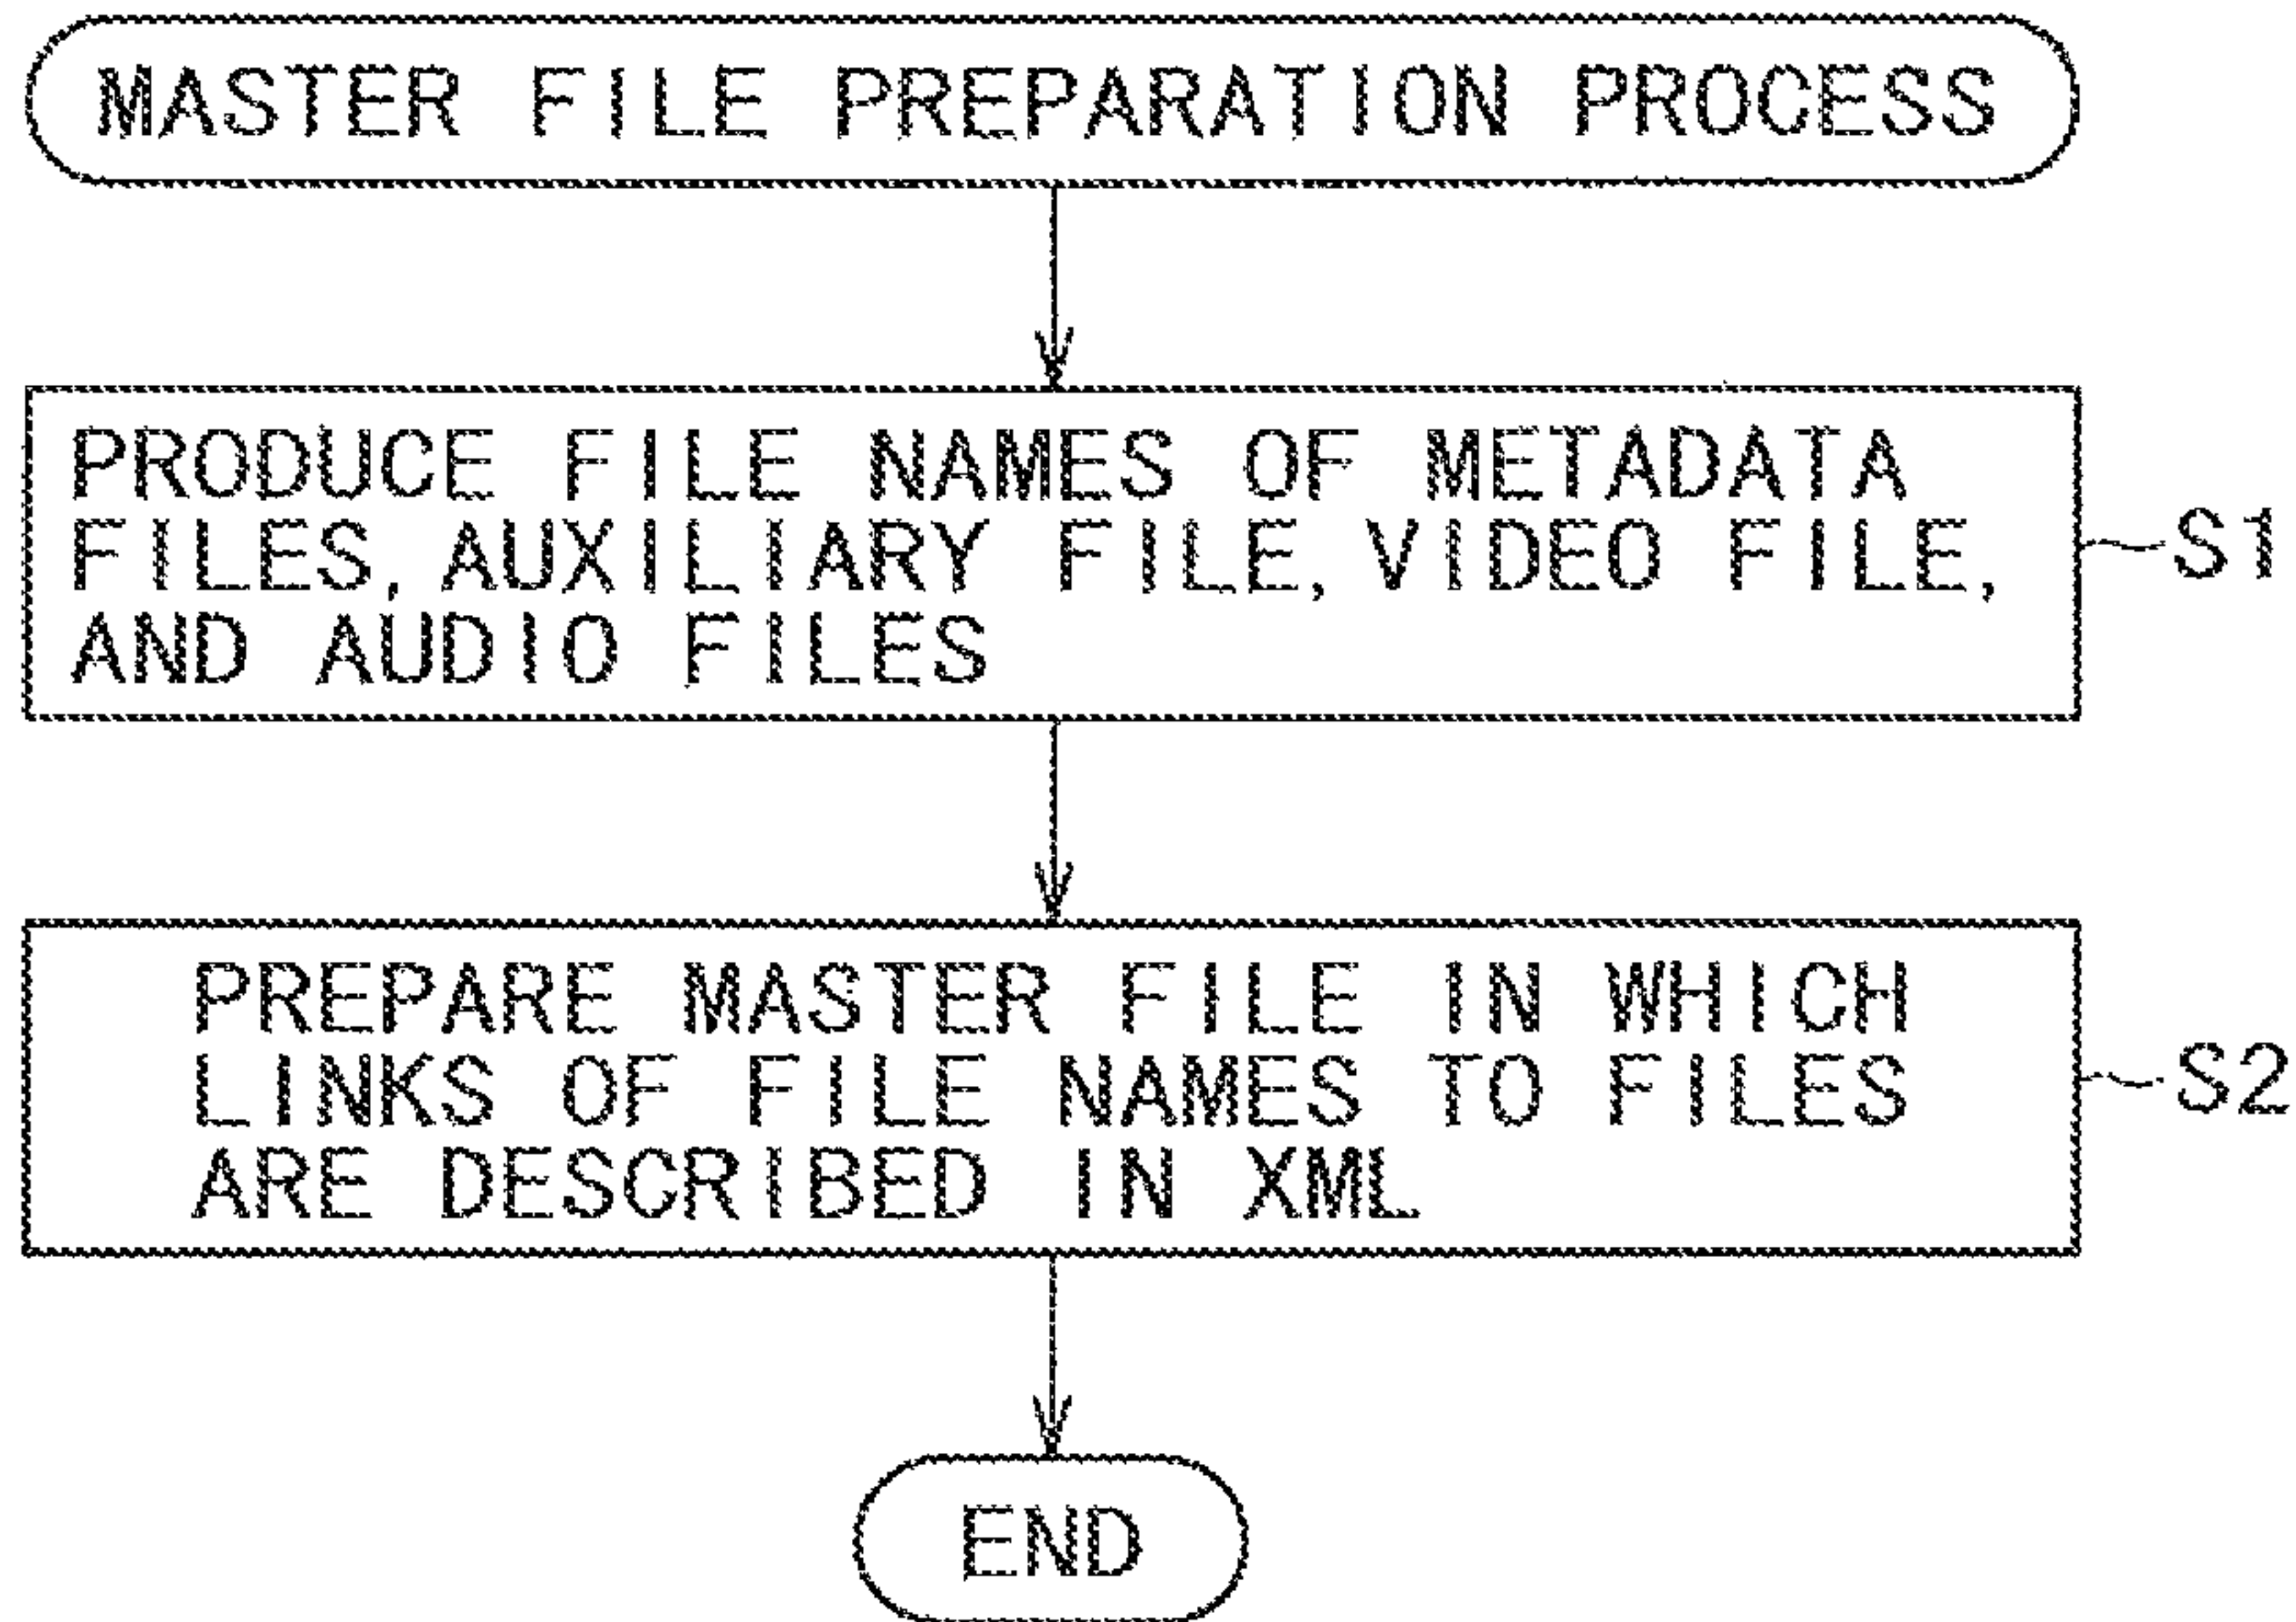 MASTER FILE PREPARATION PROCESS
PRODUCE FILE NAMES OF METADATA
FILES, AUXILIARY FILE, VIDEO FILE,
AND AUDIO FILES
S1
PREPARE MASTER FILE IN WHICH
LINKS OF FILE NAMES TO FILES
ARE DESCRIBED IN XML
S2
END